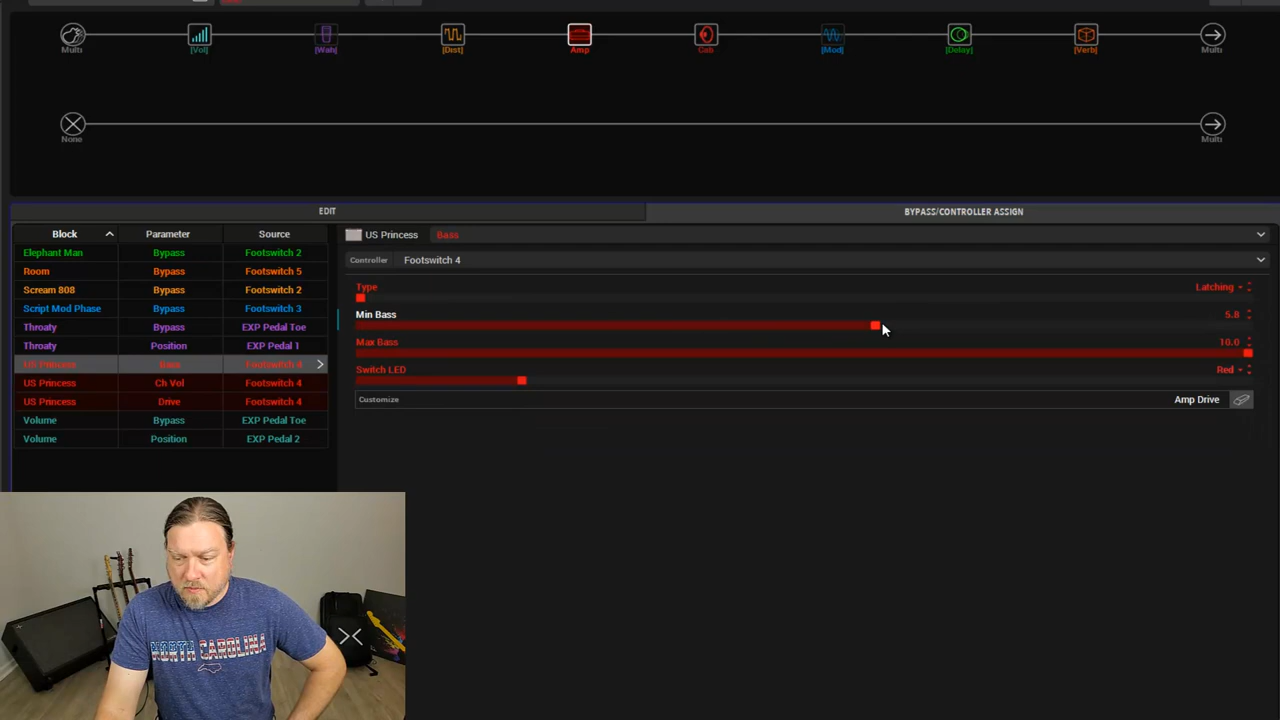 Multi [Vol] [Wah] [Dist] Amp Cab [Mod] [Delay] [Verb] Multi
None Multi
EDIT BYPASS/CONTROLLER ASSIGN
Block Parameter Source
Elephant Man Bypass Footswitch 2
Room Bypass Footswitch 5
Scream 808 Bypass Footswitch 2
Script Mod Phase Bypass Footswitch 3
Throaty Bypass EXP Pedal Toe
Throaty Position EXP Pedal 1
US Princess Bass Footswitch 4
US Princess Ch Vol Footswitch 4
US Princess Drive Footswitch 4
Volume Bypass EXP Pedal Toe
Volume Position EXP Pedal 2
US Princess Bass
Controller Footswitch 4
Type Latching
Min Bass 5.8
Max Bass 10.0
Switch LED Red
Customize Amp Drive
NORTH CAROLINA